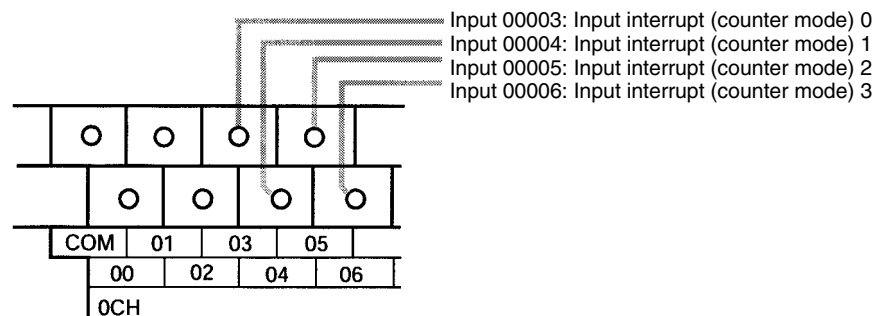 Input 00003: Input interrupt (counter mode) 0
Input 00004: Input interrupt (counter mode) 1
Input 00005: Input interrupt (counter mode) 2
Input 00006: Input interrupt (counter mode) 3
COM 01 03 05
00 02 04 06
0CH